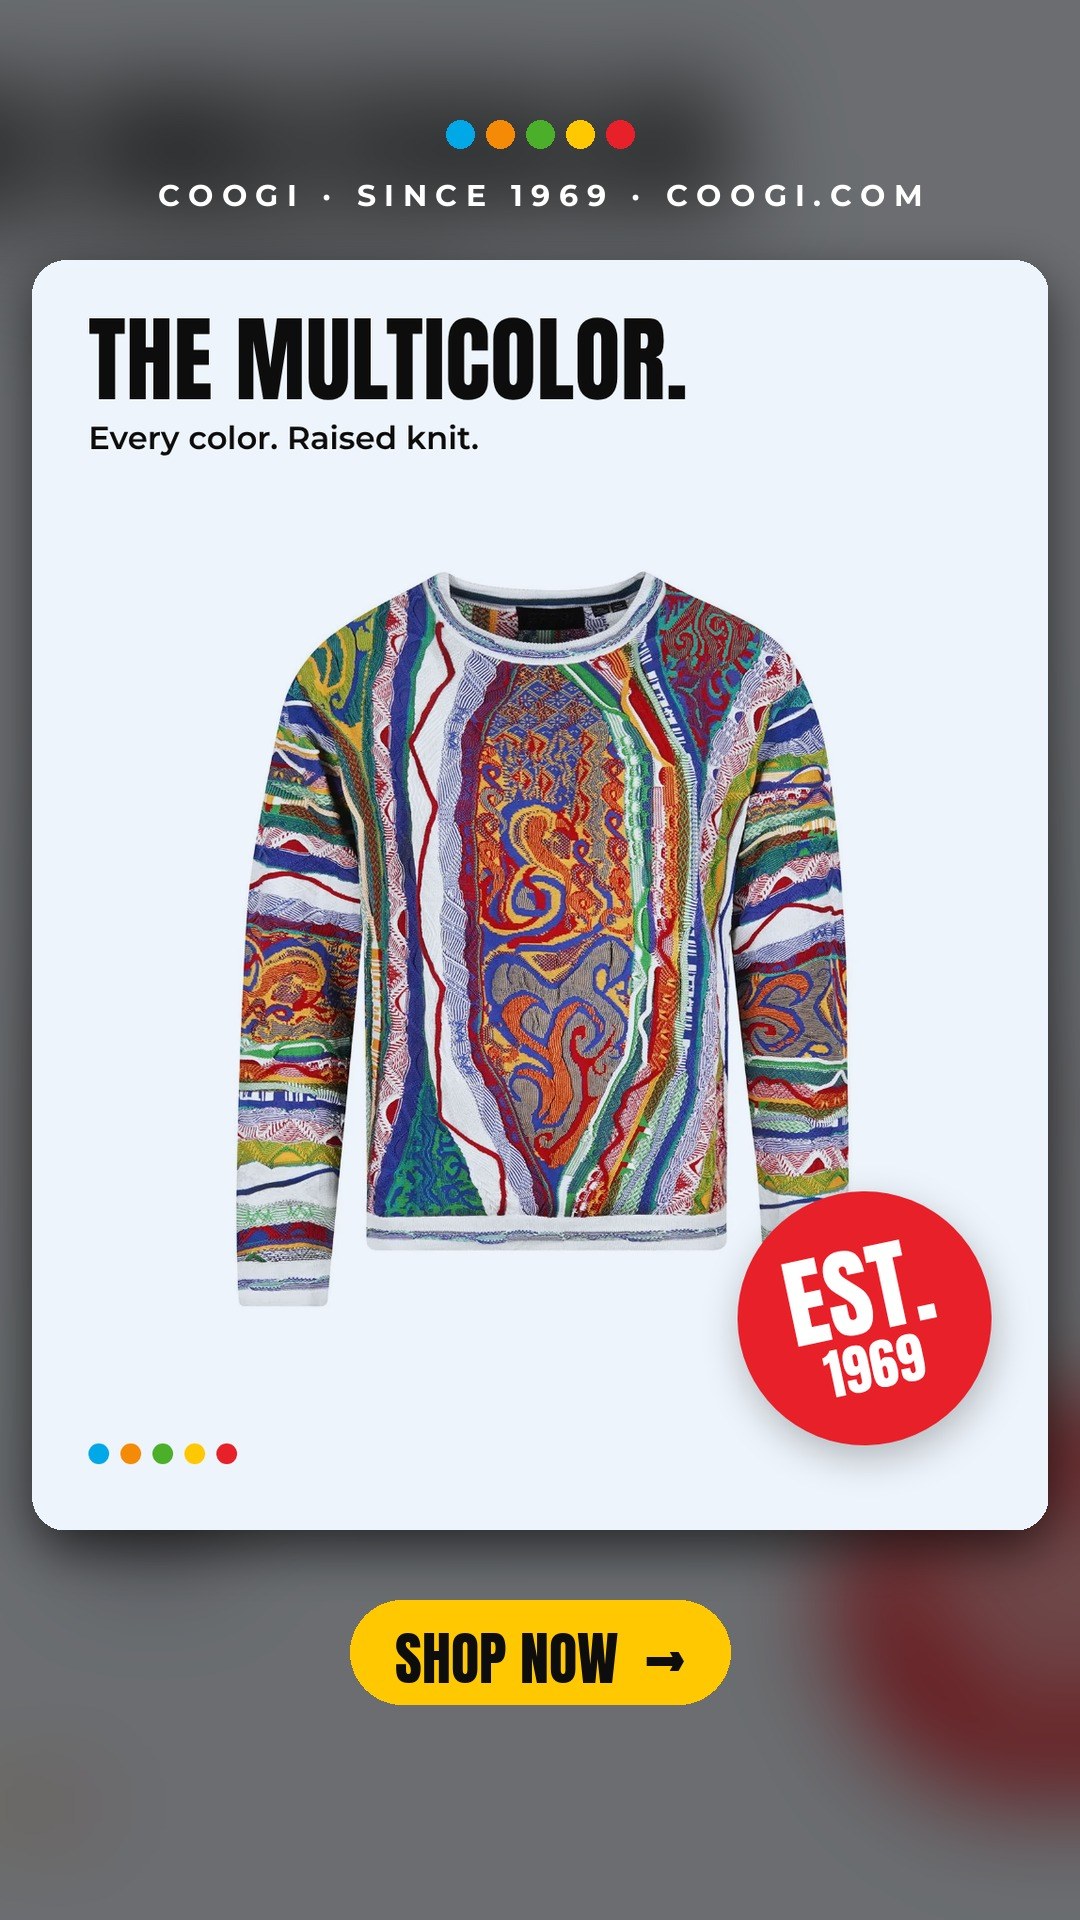 COOGI · SINCE 1969 · COOGI.COM
THE MULTICOLOR.
Every color. Raised knit.
EST.
1969
SHOP NOW →